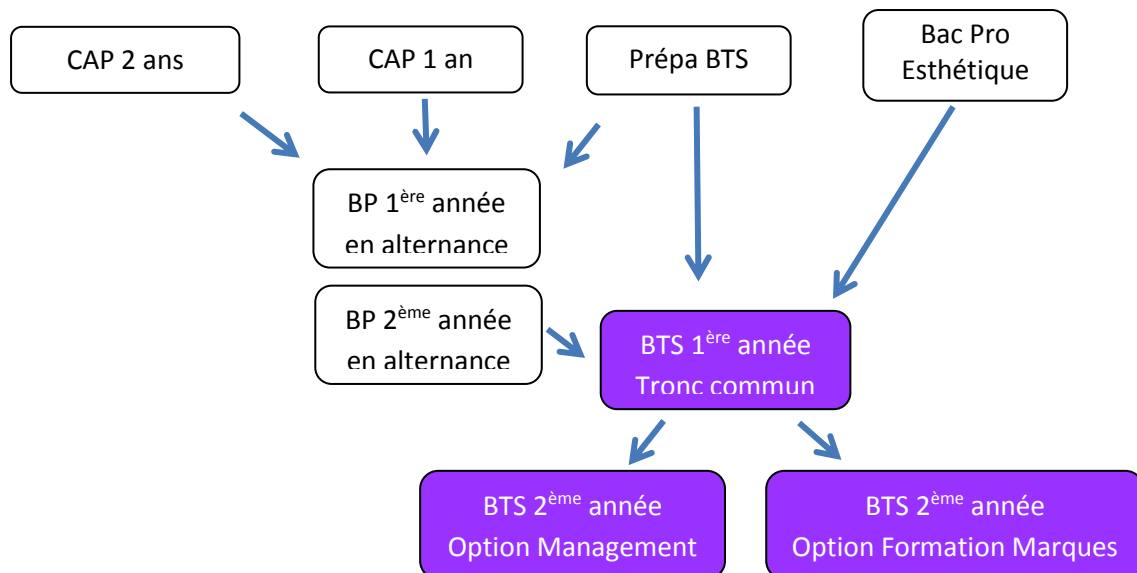 CAP 2 ans
CAP 1 an
Prépa BTS
Bac Pro
Esthétique
BP 1ère année
en alternance
BP 2ème année
en alternance
BTS 1ère année
Tronc commun
BTS 2ème année
Option Management
BTS 2ème année
Option Formation Marques